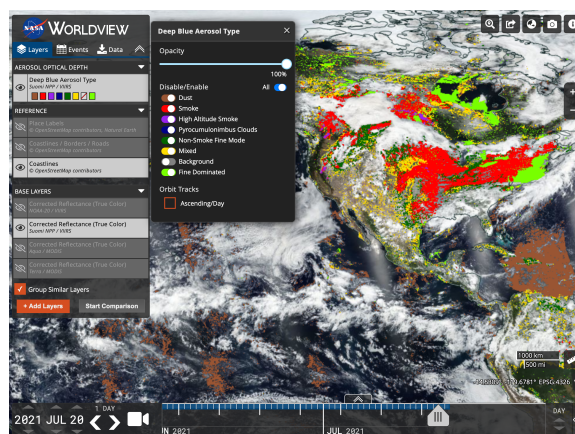 NASA WORLDVIEW
Layers Events Data
AEROSOL OPTICAL DEPTH
Deep Blue Aerosol Type
Suomi NPP / VIIRS
REFERENCE
Place Labels
© OpenStreetMap contributors, Natural Earth
Coastlines / Borders / Roads
© OpenStreetMap contributors
Coastlines
© OpenStreetMap contributors
BASE LAYERS
Corrected Reflectance (True Color)
NOAA 20 / VIIRS
Corrected Reflectance (True Color)
Suomi NPP / VIIRS
Corrected Reflectance (True Color)
Aqua / MODIS
Corrected Reflectance (True Color)
Terra / MODIS
Group Similar Layers
+ Add Layers Start Comparison
Deep Blue Aerosol Type ×
Opacity
100%
Disable/Enable All
Dust
Smoke
High Altitude Smoke
Pyrocumulonimbus Clouds
Non-Smoke Fine Mode
Mixed
Background
Fine Dominated
Orbit Tracks
Ascending/Day
1000 km
500 mi
EPSG:4326
1 DAY
2021 JUL 20
DAY
JUL 2021